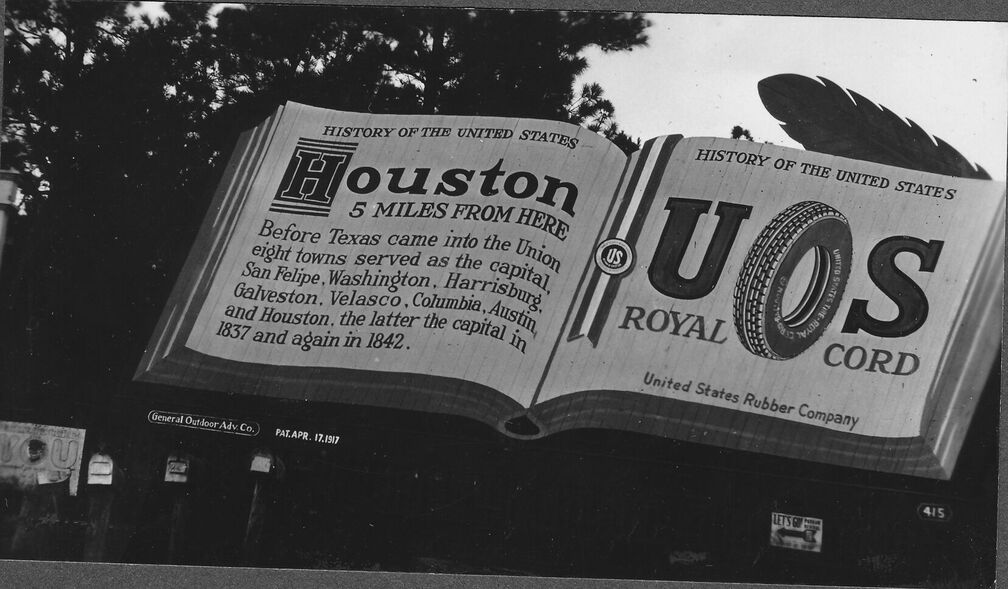 HISTORY OF THE UNITED STATES
Houston
5 MILES FROM HERE
Before Texas came into the Union
eight towns served as the capital,
San Felipe, Washington, Harrisburg,
Galveston, Velasco, Columbia, Austin,
and Houston, the latter the capital in
1837 and again in 1842.
US
HISTORY OF THE UNITED STATES
U S
ROYAL
CORD
United States Rubber Company
General Outdoor Adv. Co.
PAT. APR. 17. 1917
YOU
LET'S GO!
415